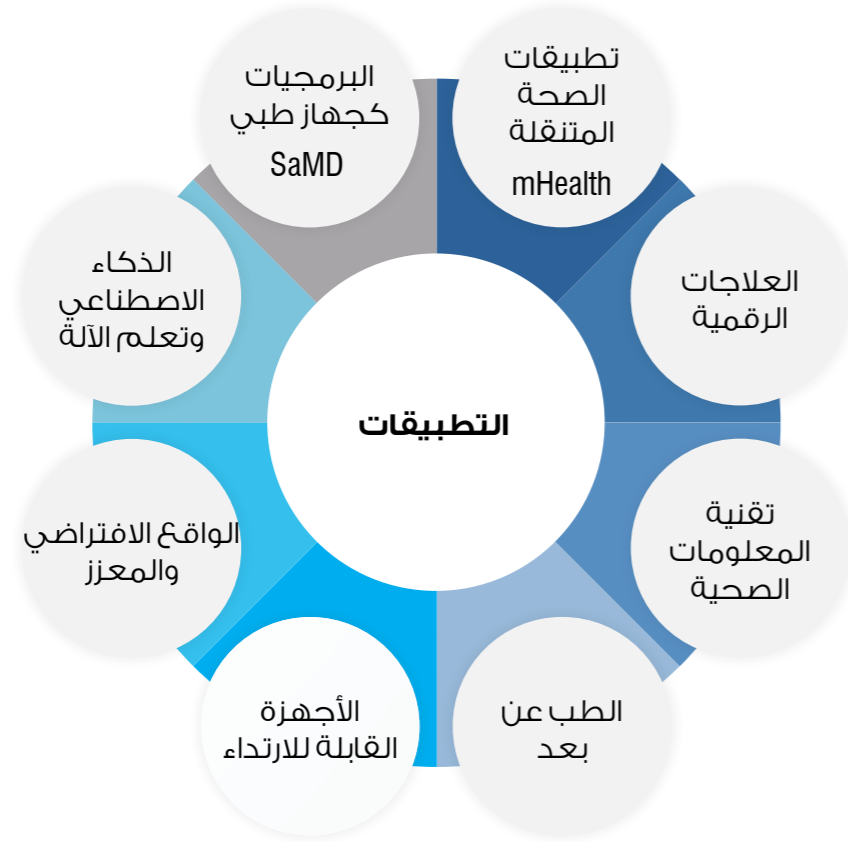 تطبيقات
الصحة
المتنقلة
mHealth
العلاجات
الرقمية
تقنية
المعلومات
الصحية
الطب عن
بعد
الأجهزة
القابلة للارتداء
الواقع الافتراضي
والمعزز
الذكاء
الاصطناعي
وتعلم الآلة
البرمجيات
كجهاز طبي
SaMD
التطبيقات